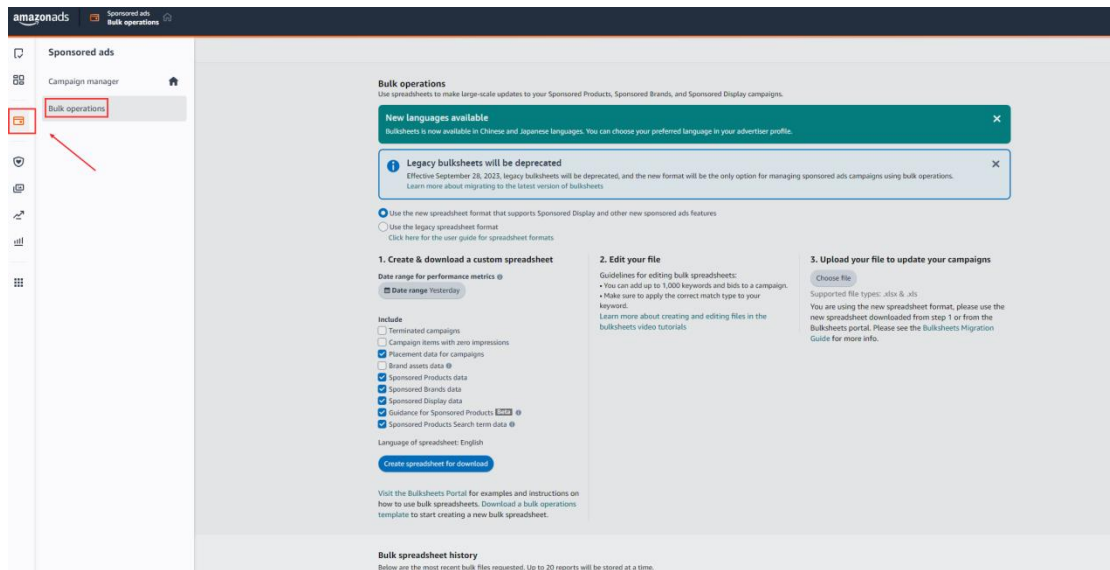 amazonads
Sponsored ads
Bulk operations
Sponsored ads
Campaign manager
Bulk operations
Bulk operations
Use spreadsheets to make large-scale updates to your Sponsored Products, Sponsored Brands, and Sponsored Display campaigns.
New languages available
Bulksheets is now available in Chinese and Japanese languages. You can choose your preferred language in your advertiser profile.
Legacy bulksheets will be deprecated
Effective September 28, 2023, legacy bulksheets will be deprecated, and the new format will be the only option for managing sponsored ads campaigns using bulk operations.
Learn more about migrating to the latest version of bulksheets
Use the new spreadsheet format that supports Sponsored Display and other new sponsored ads features
Use the legacy spreadsheet format
Click here for the user guide for spreadsheet formats
1. Create & download a custom spreadsheet
Date range for performance metrics
Date range Yesterday
Include
Terminated campaigns
Campaign items with zero impressions
Placement data for campaigns
Brand assets data
Sponsored Products data
Sponsored Brands data
Sponsored Display data
Guidance for Sponsored Products Beta
Sponsored Products Search term data
Language of spreadsheet: English
Create spreadsheet for download
Visit the Bulksheets Portal for examples and instructions on
how to use bulk spreadsheets. Download a bulk operations
template to start creating a new bulk spreadsheet.
2. Edit your file
Guidelines for editing bulk spreadsheets:
• You can add up to 1,000 keywords and bids to a campaign.
• Make sure to apply the correct match type to your
keyword.
Learn more about creating and editing files in the
bulksheets video tutorials
3. Upload your file to update your campaigns
Choose file
Supported file types: .xlsx & .xls
You are using the new spreadsheet format, please use the
new spreadsheet downloaded from step 1 or from the
Bulksheets portal. Please see the Bulksheets Migration
Guide for more info.
Bulk spreadsheet history
Below are the most recent bulk files requested. Up to 20 reports will be stored at a time.